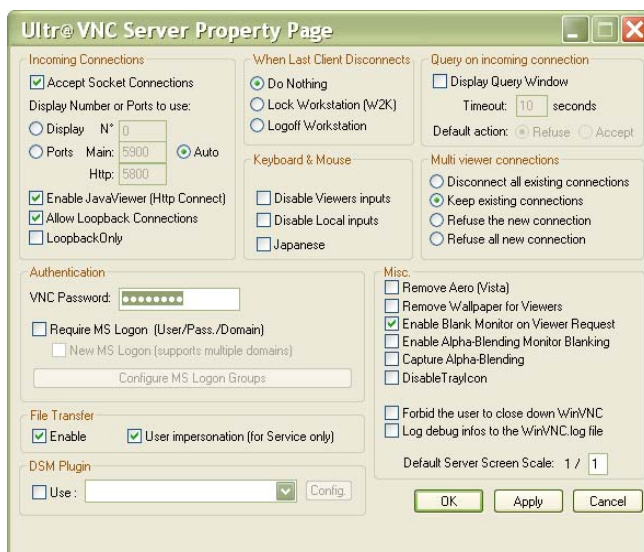 Ultr@ VNC Server Property Page
Incoming Connections
Accept Socket Connections
Display Number or Ports to use:
Display N° 0
Ports Main: 5900 Auto
Http: 5800
Enable JavaViewer (Http Connect)
Allow Loopback Connections
LoopbackOnly
When Last Client Disconnects
Do Nothing
Lock Workstation (W2K)
Logoff Workstation
Keyboard & Mouse
Disable Viewers inputs
Disable Local inputs
Japanese
Query on incoming connection
Display Query Window
Timeout: 10 seconds
Default action: Refuse Accept
Multi viewer connections
Disconnect all existing connections
Keep existing connections
Refuse the new connection
Refuse all new connection
Authentication
VNC Password:
Require MS Logon (User/Pass./Domain)
New MS Logon (supports multiple domains)
Configure MS Logon Groups
File Transfer
Enable User impersonation (for Service only)
DSM Plugin
Use : Config.
Misc.
Remove Aero (Vista)
Remove Wallpaper for Viewers
Enable Blank Monitor on Viewer Request
Enable Alpha-Blending Monitor Blanking
Capture Alpha-Blending
DisableTrayIcon
Forbid the user to close down WinVNC
Log debug infos to the WinVNC.log file
Default Server Screen Scale: 1 / 1
OK Apply Cancel